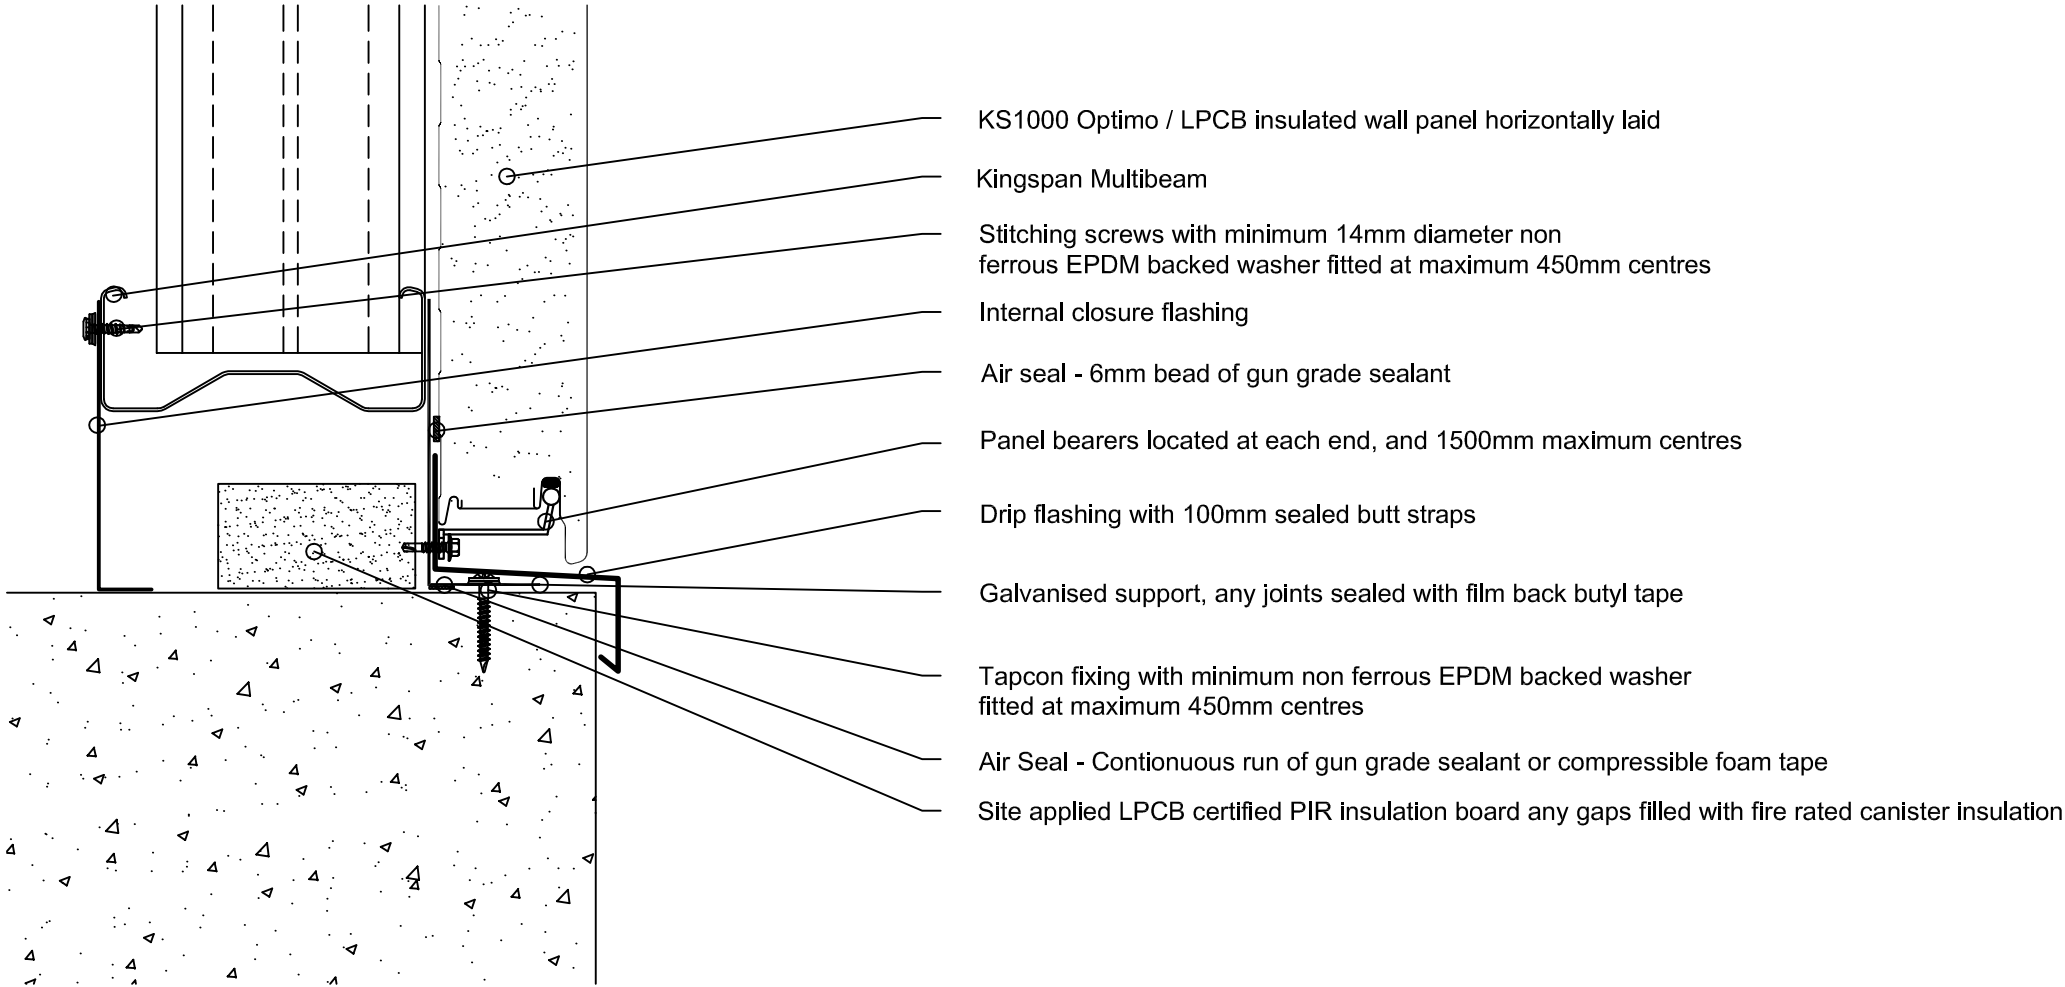 KS1000 Optimo / LPCB insulated wall panel horizontally laid
Kingspan Multibeam
Stitching screws with minimum 14mm diameter non
ferrous EPDM backed washer fitted at maximum 450mm centres
Internal closure flashing
Air seal - 6mm bead of gun grade sealant
Panel bearers located at each end, and 1500mm maximum centres
Drip flashing with 100mm sealed butt straps
Galvanised support, any joints sealed with film back butyl tape
Tapcon fixing with minimum non ferrous EPDM backed washer
fitted at maximum 450mm centres
Air Seal - Contionuous run of gun grade sealant or compressible foam tape
Site applied LPCB certified PIR insulation board any gaps filled with fire rated canister insulation